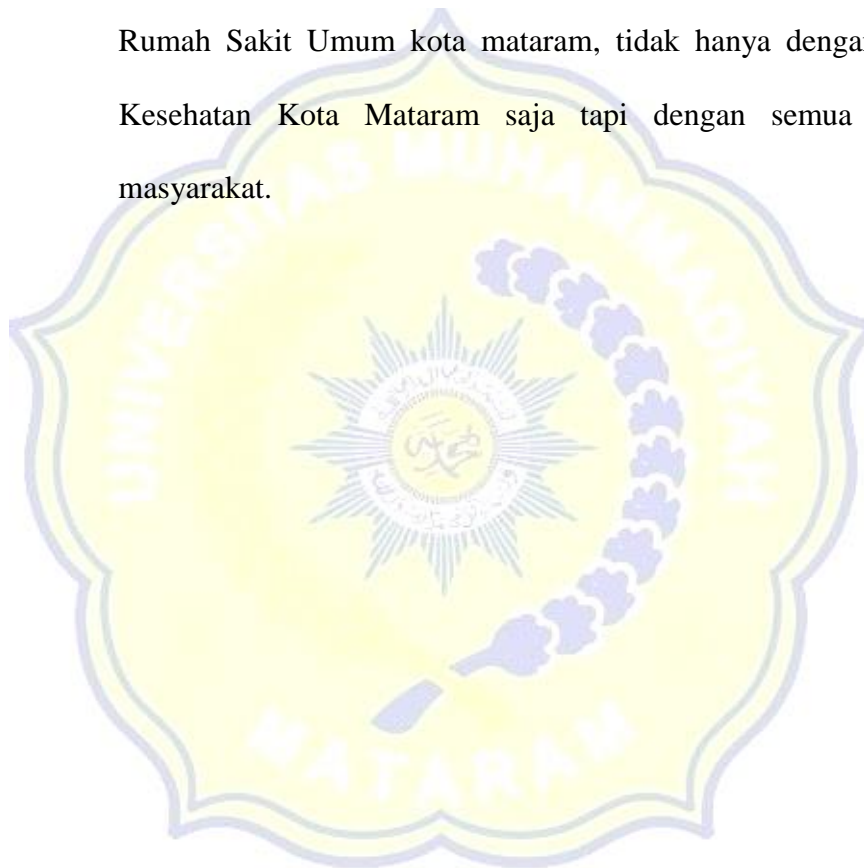 Rumah Sakit Umum kota mataram, tidak hanya dengan
Kesehatan Kota Mataram saja tapi dengan semua
masyarakat.
UNIVERSITAS MUHAMMADIYAH
MATARAM